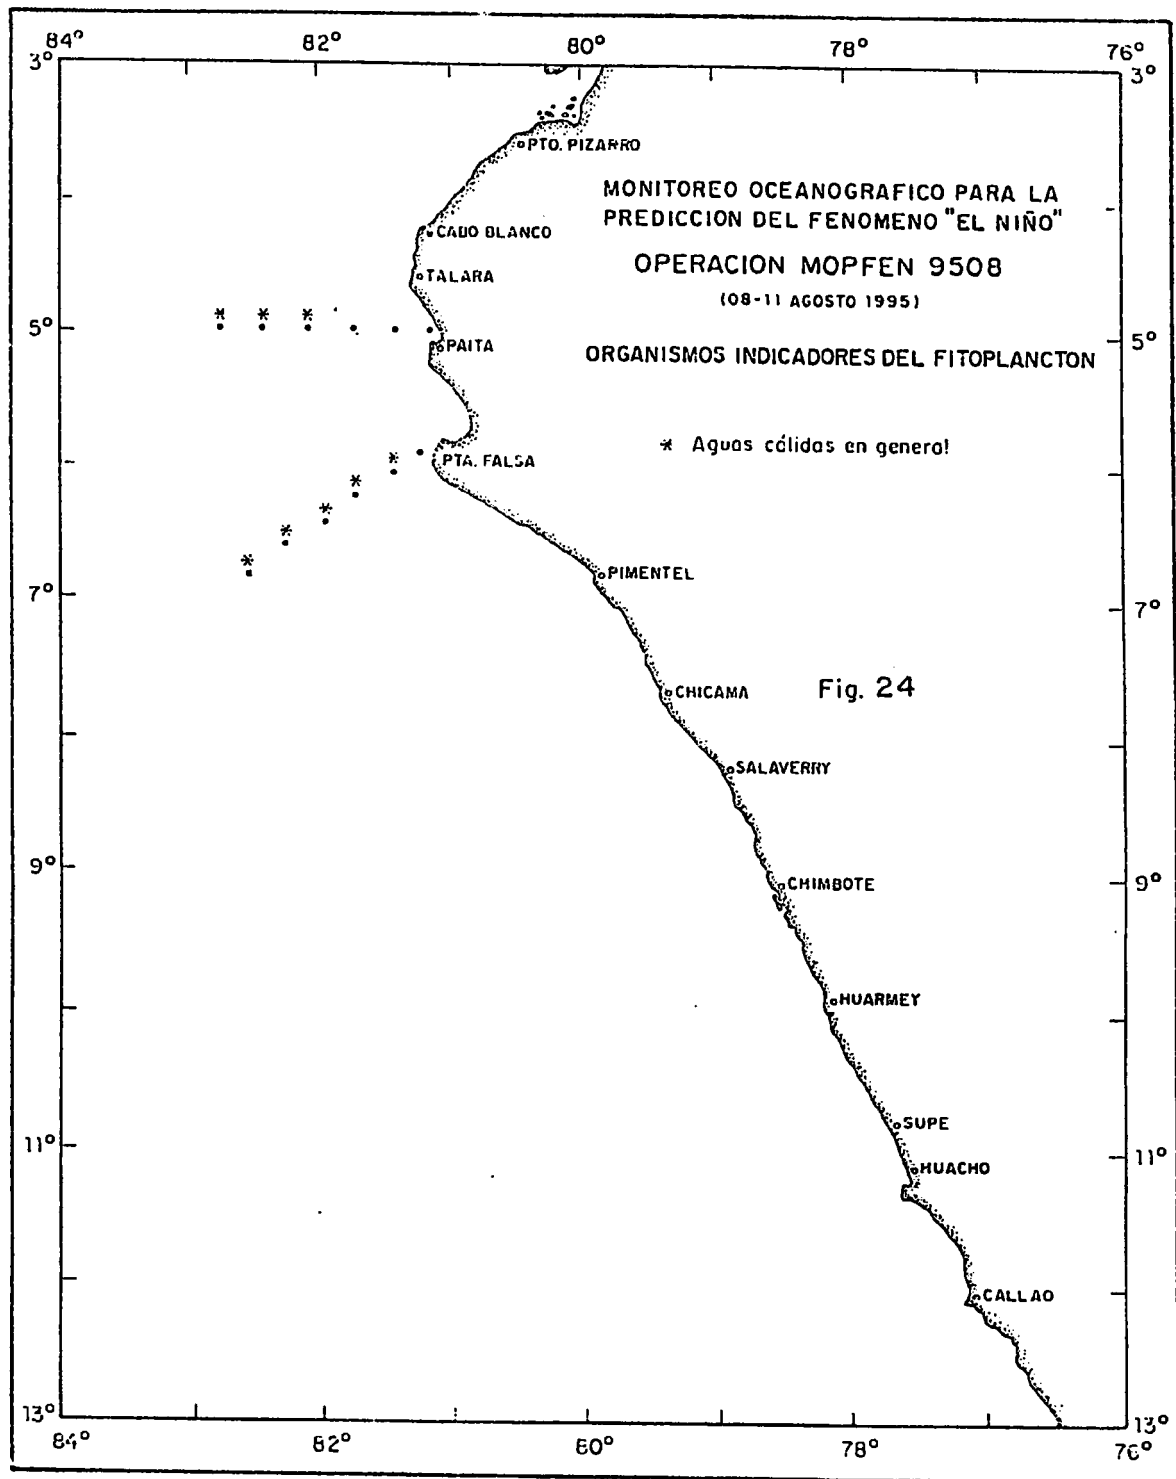 84° 82° 80° 78° 76°
3° 3°
PTO. PIZARRO
MONITOREO OCEANOGRAFICO PARA LA
PREDICCION DEL FENOMENO "EL NIÑO"
CABO BLANCO
OPERACION MOPFEN 9508
TALARA
(08-11 AGOSTO 1995)
5° 5°
PAITA
ORGANISMOS INDICADORES DEL FITOPLANCTON
* Aguas cálidas en general
PTA. FALSA
PIMENTEL
7° 7°
CHICAMA
Fig. 24
SALAVERRY
9° 9°
CHIMBOTE
HUARMEY
SUPE
11° 11°
HUACHO
CALLAO
13° 13°
84° 82° 80° 78° 76°